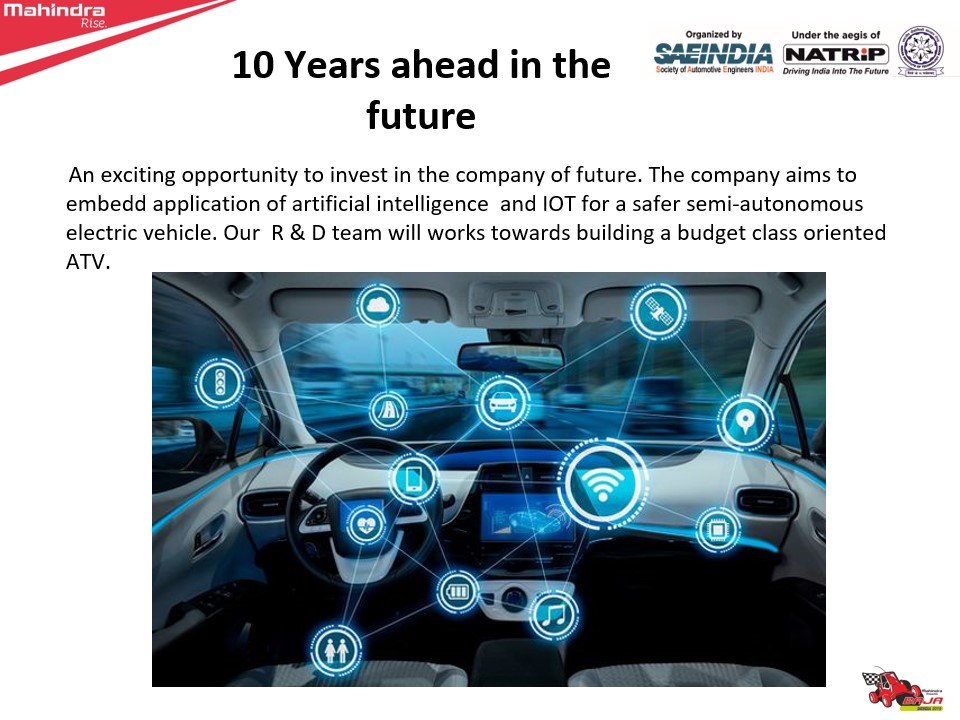 Mahindra
Rise.
Organized by
SAEINDIA
Society of Automotive Engineers INDIA
Under the aegis of
NATRiP
Driving India Into The Future
10 Years ahead in the
future
An exciting opportunity to invest in the company of future. The company aims to
embedd application of artificial intelligence  and IOT for a safer semi-autonomous
electric vehicle. Our  R & D team will works towards building a budget class oriented
ATV.
Mahindra
BAJA